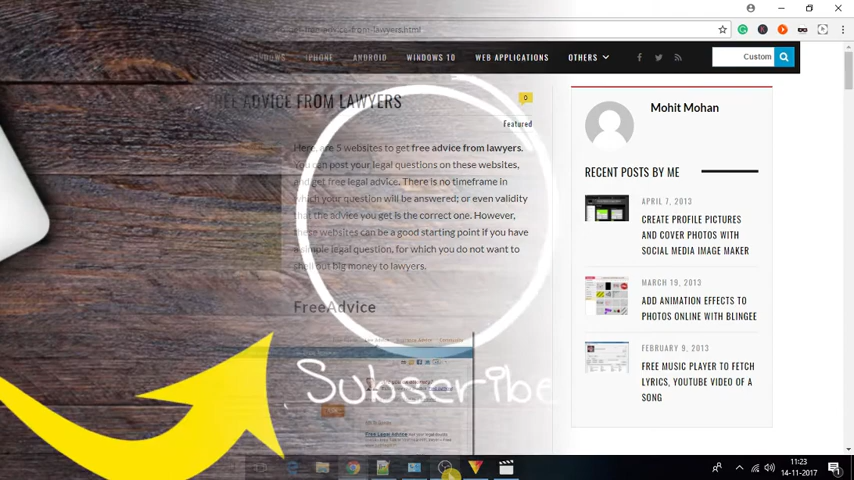 free-advice-from-lawyers.html
WINDOWS IPHONE ANDROID WINDOWS 10 WEB APPLICATIONS OTHERS
Custom
FREE ADVICE FROM LAWYERS
0
Featured
Here, are 5 websites to get free advice from lawyers.
You can post your legal questions on these websites,
and get free legal advice. There is no timeframe in
which your question will be answered; or even validity
that the advice you get is the correct one. However,
these websites can be a good starting point if you have
a simple legal question, for which you do not want to
shell out big money to lawyers.
FreeAdvice
Subscribe
Mohit Mohan
RECENT POSTS BY ME
APRIL 7, 2013
CREATE PROFILE PICTURES
AND COVER PHOTOS WITH
SOCIAL MEDIA IMAGE MAKER
MARCH 19, 2013
ADD ANIMATION EFFECTS TO
PHOTOS ONLINE WITH BLINGEE
FEBRUARY 9, 2013
FREE MUSIC PLAYER TO FETCH
LYRICS, YOUTUBE VIDEO OF A
SONG
11:23
14-11-2017